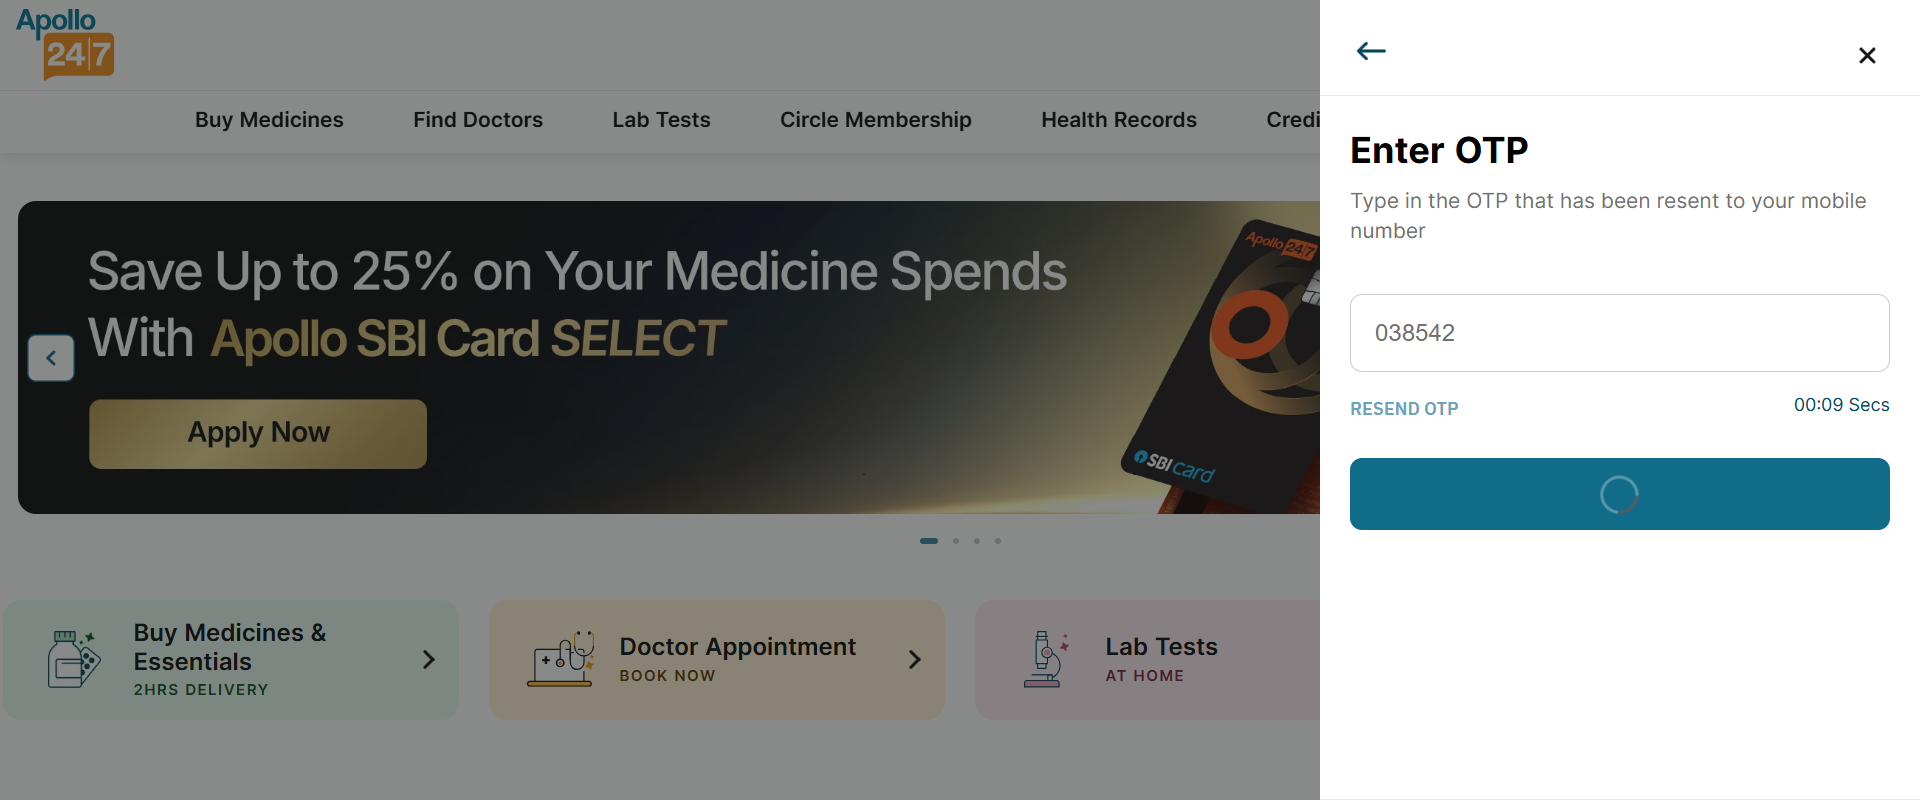 Apollo
24|7
Buy Medicines
Find Doctors
Lab Tests
Circle Membership
Health Records
Credi
Save Up to 25% on Your Medicine Spends
With Apollo SBI Card SELECT
Apply Now
Apollo 24|7
SBI Card
Buy Medicines &
Essentials
2HRS DELIVERY
Doctor Appointment
BOOK NOW
Lab Tests
AT HOME
Enter OTP
Type in the OTP that has been resent to your mobile
number
038542
RESEND OTP
00:09 Secs